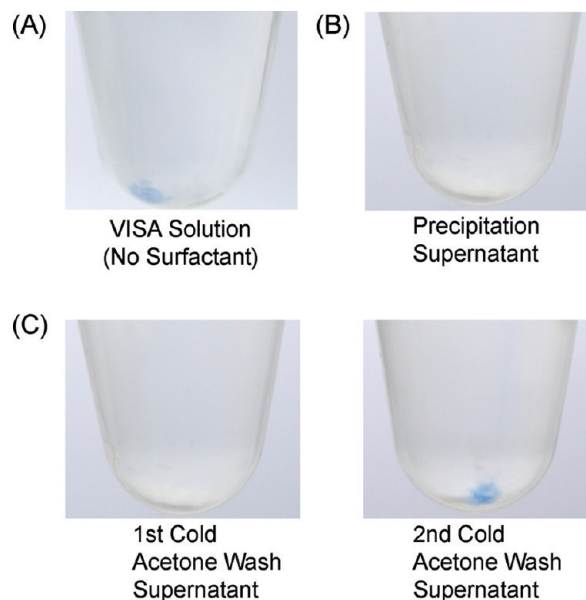 (A)
(B)
VISA Solution
(No Surfactant)
Precipitation
Supernatant
(C)
1st Cold
Acetone Wash
Supernatant
2nd Cold
Acetone Wash
Supernatant